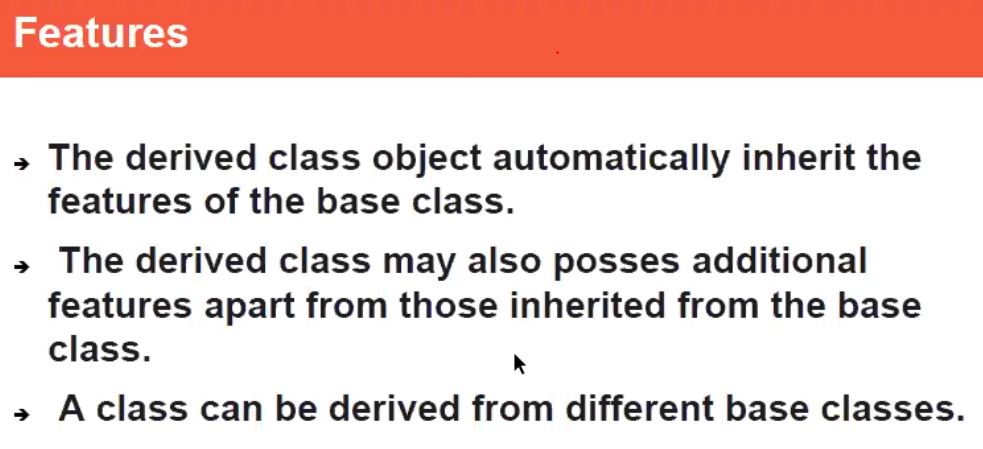 Features
➔ The derived class object automatically inherit the
features of the base class.
➔ The derived class may also posses additional
features apart from those inherited from the base
class.
➔ A class can be derived from different base classes.